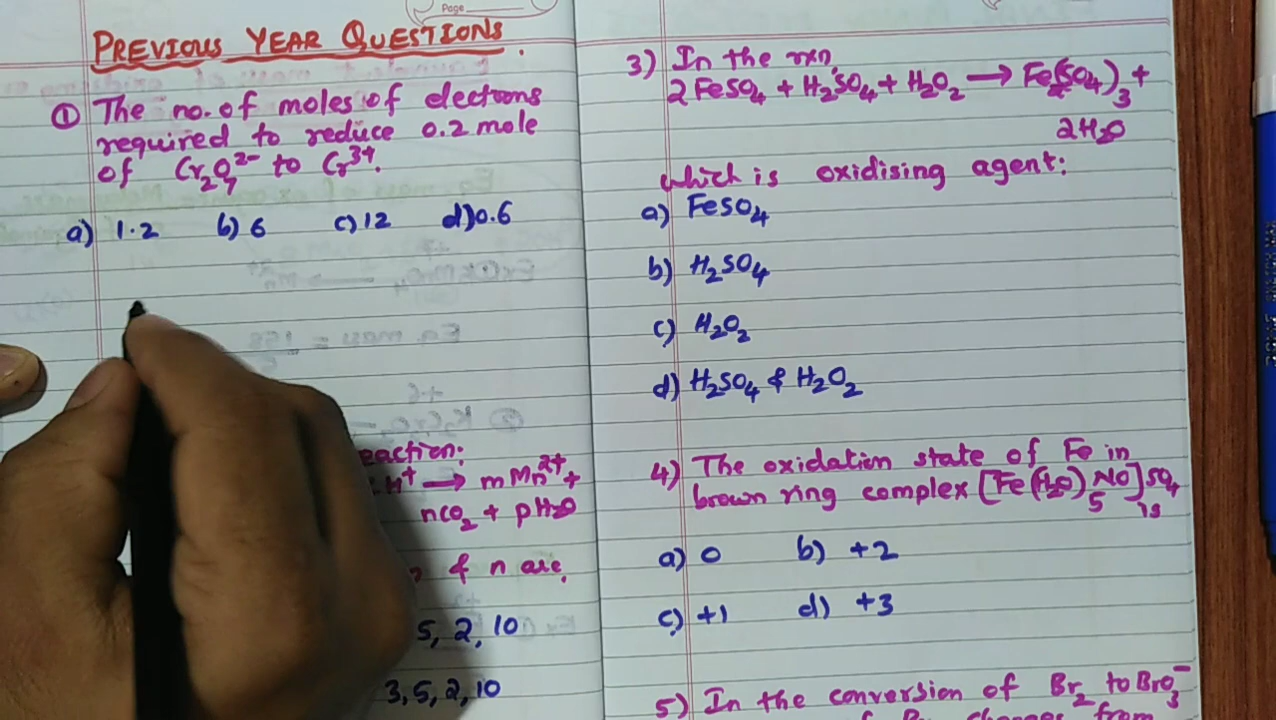 Page
PREVIOUS YEAR QUESTIONS.
① The no. of moles of electrons
required to reduce 0.2 mole
of Cr₂O₇²⁻ to Cr³⁺.
a) 1.2 b) 6 c) 12 d) 0.6
eaction:
H⁺ → mMn²⁺ +
nCO₂ + pH₂O
& n are.
5, 2, 10
3, 5, 2, 10
3) In the rxn,
2FeSO₄ + H₂SO₄ + H₂O₂ → Fe₂(SO₄)₃ +
2H₂O
which is oxidising agent:
a) FeSO₄
b) H₂SO₄
c) H₂O₂
d) H₂SO₄ & H₂O₂
4) The oxidation state of Fe in
brown ring complex [Fe(H₂O)₅NO]SO₄ is
a) 0 b) +2
c) +1 d) +3
5) In the conversion of Br₂ to BrO₃⁻
changes from